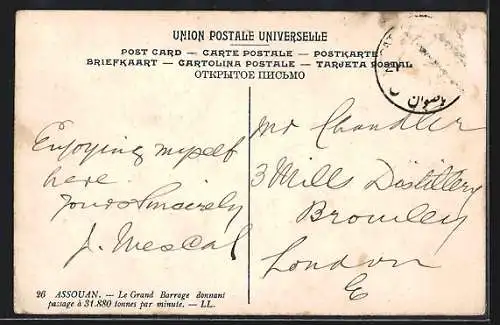 UNION POSTALE UNIVERSELLE
POST CARD — CARTE POSTALE — POSTKARTE
BRIEFKAART — CARTOLINA POSTALE — TARJETA POSTAL
ОТКРЫТОЕ ПИСЬМО
Enjoying myself
here.
Yours Sincerely
J. Mescal
26 ASSOUAN. — Le Grand Barrage donnant
passage à 31.880 tonnes par minute. — LL.
Mr Chandler
3 Mills Distillery
Bromley
London
E